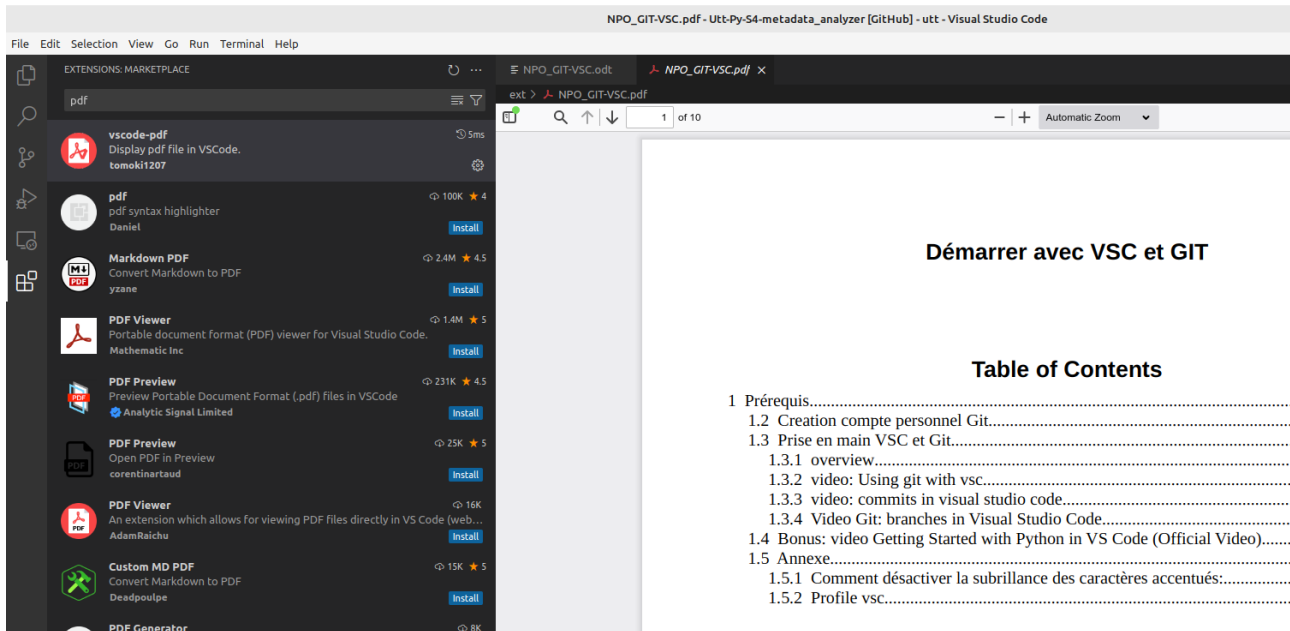 NPO_GIT-VSC.pdf - Utt-Py-S4-metadata_analyzer [GitHub] - utt - Visual Studio Code
File Edit Selection View Go Run Terminal Help
EXTENSIONS: MARKETPLACE
pdf
vscode-pdf 5ms
Display pdf file in VSCode.
tomoki1207
pdf 100K ★ 4
pdf syntax highlighter
Daniel Install
Markdown PDF 2.4M ★ 4.5
Convert Markdown to PDF
yzane Install
PDF Viewer 1.4M ★ 5
Portable document format (PDF) viewer for Visual Studio Code.
Mathematic Inc Install
PDF Preview 231K ★ 4.5
Preview Portable Document Format (.pdf) files in VSCode
Analytic Signal Limited Install
PDF Preview 25K ★ 5
Open PDF in Preview
corentinartaud Install
PDF Viewer 16K
An extension which allows for viewing PDF files directly in VS Code (web...
AdamRaichu Install
Custom MD PDF 15K ★ 5
Convert Markdown to PDF
Deadpoulpe Install
PDF Generator 8K
NPO_GIT-VSC.odt NPO_GIT-VSC.pdf ×
ext > NPO_GIT-VSC.pdf
1 of 10 Automatic Zoom
Démarrer avec VSC et GIT
Table of Contents
1 Prérequis
1.2 Creation compte personnel Git
1.3 Prise en main VSC et Git
1.3.1 overview
1.3.2 video: Using git with vsc
1.3.3 video: commits in visual studio code
1.3.4 Video Git: branches in Visual Studio Code
1.4 Bonus: video Getting Started with Python in VS Code (Official Video)
1.5 Annexe
1.5.1 Comment désactiver la subrillance des caractères accentués:
1.5.2 Profile vsc